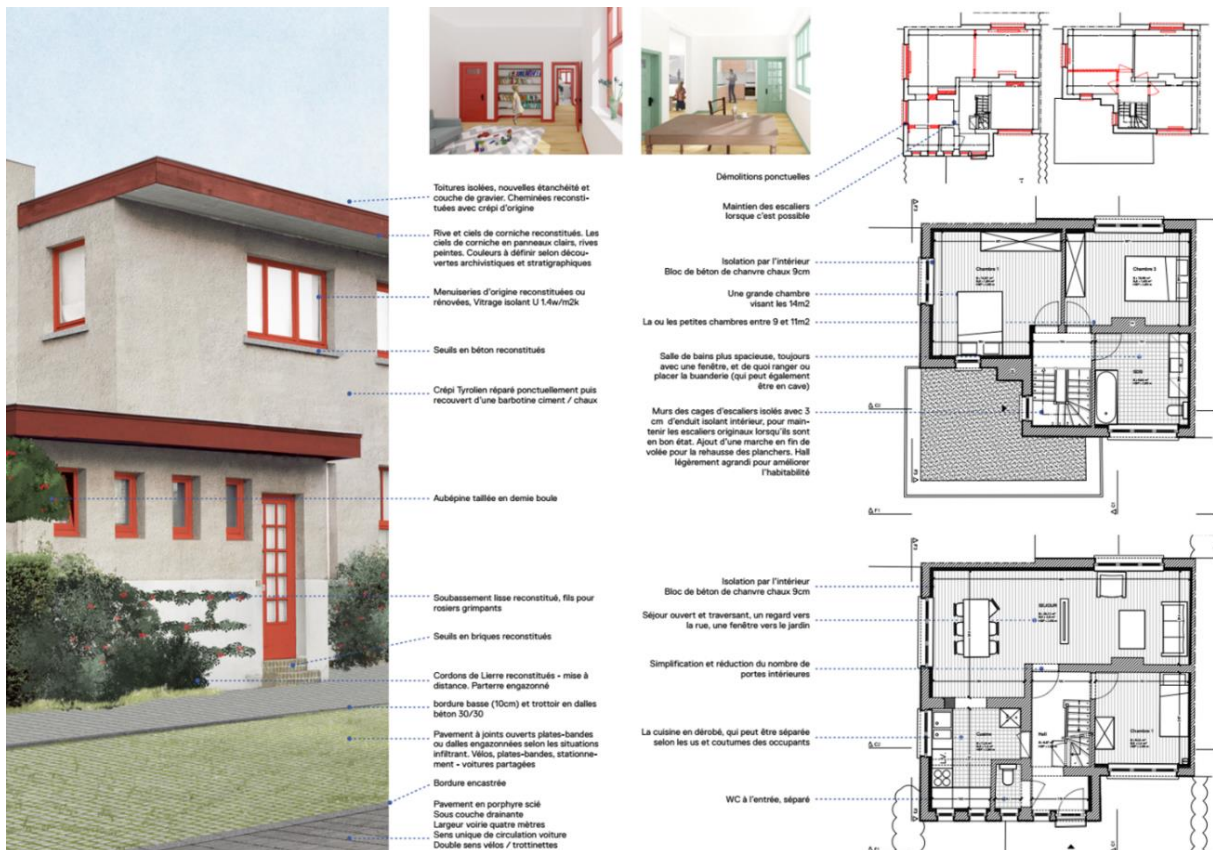 Toitures isolées, nouvelles étanchéité et
couche de gravier. Cheminées reconsti-
tuées avec crépi d'origine
Rive et ciels de corniche reconstitués. Les
ciels de corniche en panneaux clairs, rives
peintes. Couleurs à définir selon décou-
vertes archivistiques et stratigraphiques
Menuiseries d'origine reconstituées ou
rénovées, Vitrage isolant U 1.4w/m2k
Seuils en béton reconstitués
Crépi Tyrolien réparé ponctuellement puis
recouvert d'une barbotine ciment / chaux
Aubépine taillée en demie boule
Soubassement lisse reconstitué, fils pour
rosiers grimpants
Seuils en briques reconstitués
Cordons de Lierre reconstitués - mise à
distance. Parterre engazonné
bordure basse (10cm) et trottoir en dalles
béton 30/30
Pavement à joints ouverts plates-bandes
ou dalles engazonnées selon les situations
infiltrant. Vélos, plates-bandes, stationne-
ment - voitures partagées
Bordure encastrée
Pavement en porphyre scié
Sous couche drainante
Largeur voirie quatre mètres
Sens unique de circulation voiture
Double sens vélos / trottinettes
Démolitions ponctuelles
Maintien des escaliers
lorsque c'est possible
Isolation par l'intérieur
Bloc de béton de chanvre chaux 9cm
Une grande chambre
visant les 14m2
La ou les petites chambres entre 9 et 11m2
Salle de bains plus spacieuse, toujours
avec une fenêtre, et de quoi ranger ou
placer la buanderie (qui peut également
être en cave)
Murs des cages d'escaliers isolés avec 3
cm d'enduit isolant intérieur, pour main-
tenir les escaliers originaux lorsqu'ils sont
en bon état. Ajout d'une marche en fin de
volée pour la rehausse des planchers. Hall
légèrement agrandi pour améliorer
l'habitabilité
Chambre 1
Chambre 2
Isolation par l'intérieur
Bloc de béton de chanvre chaux 9cm
Séjour ouvert et traversant, un regard vers
la rue, une fenêtre vers le jardin
Simplification et réduction du nombre de
portes intérieures
La cuisine en dérobé, qui peut être séparée
selon les us et coutumes des occupants
WC à l'entrée, séparé
SEJOUR
Cuisine
Hall
Chambre 1
L.V.